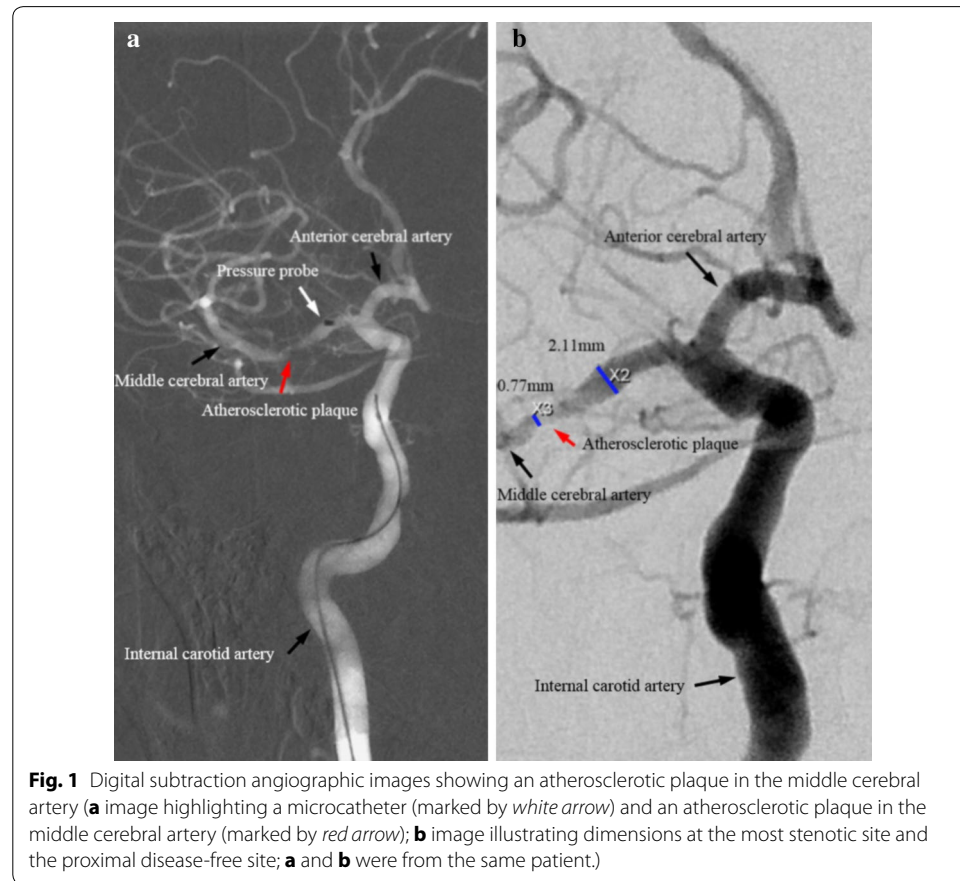 a
Anterior cerebral artery
Pressure probe
Middle cerebral artery
Atherosclerotic plaque
Internal carotid artery
b
Anterior cerebral artery
2.11mm
X2
0.77mm
X3
Atherosclerotic plaque
Middle cerebral artery
Internal carotid artery
Fig. 1 Digital subtraction angiographic images showing an atherosclerotic plaque in the middle cerebral
artery (a image highlighting a microcatheter (marked by white arrow) and an atherosclerotic plaque in the
middle cerebral artery (marked by red arrow); b image illustrating dimensions at the most stenotic site and
the proximal disease-free site; a and b were from the same patient.)